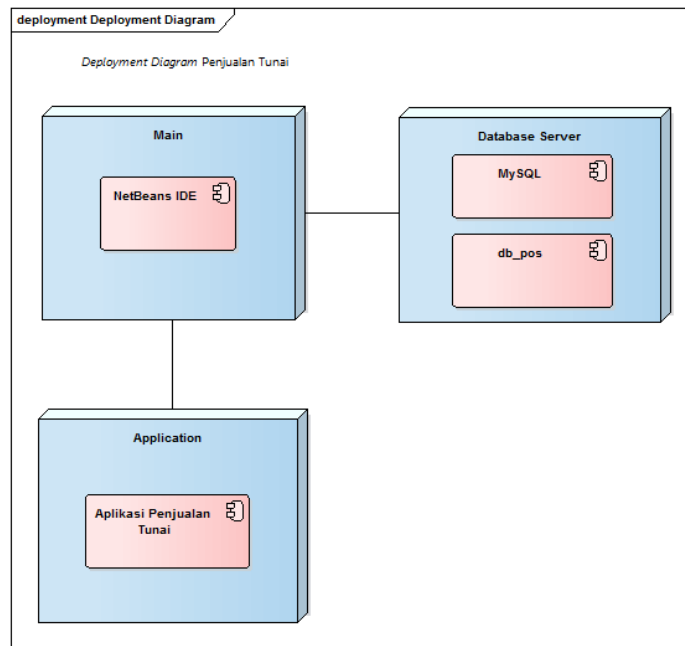 deployment Deployment Diagram
Deployment Diagram Penjualan Tunai
Main
NetBeans IDE
Database Server
MySQL
db_pos
Application
Aplikasi Penjualan
Tunai